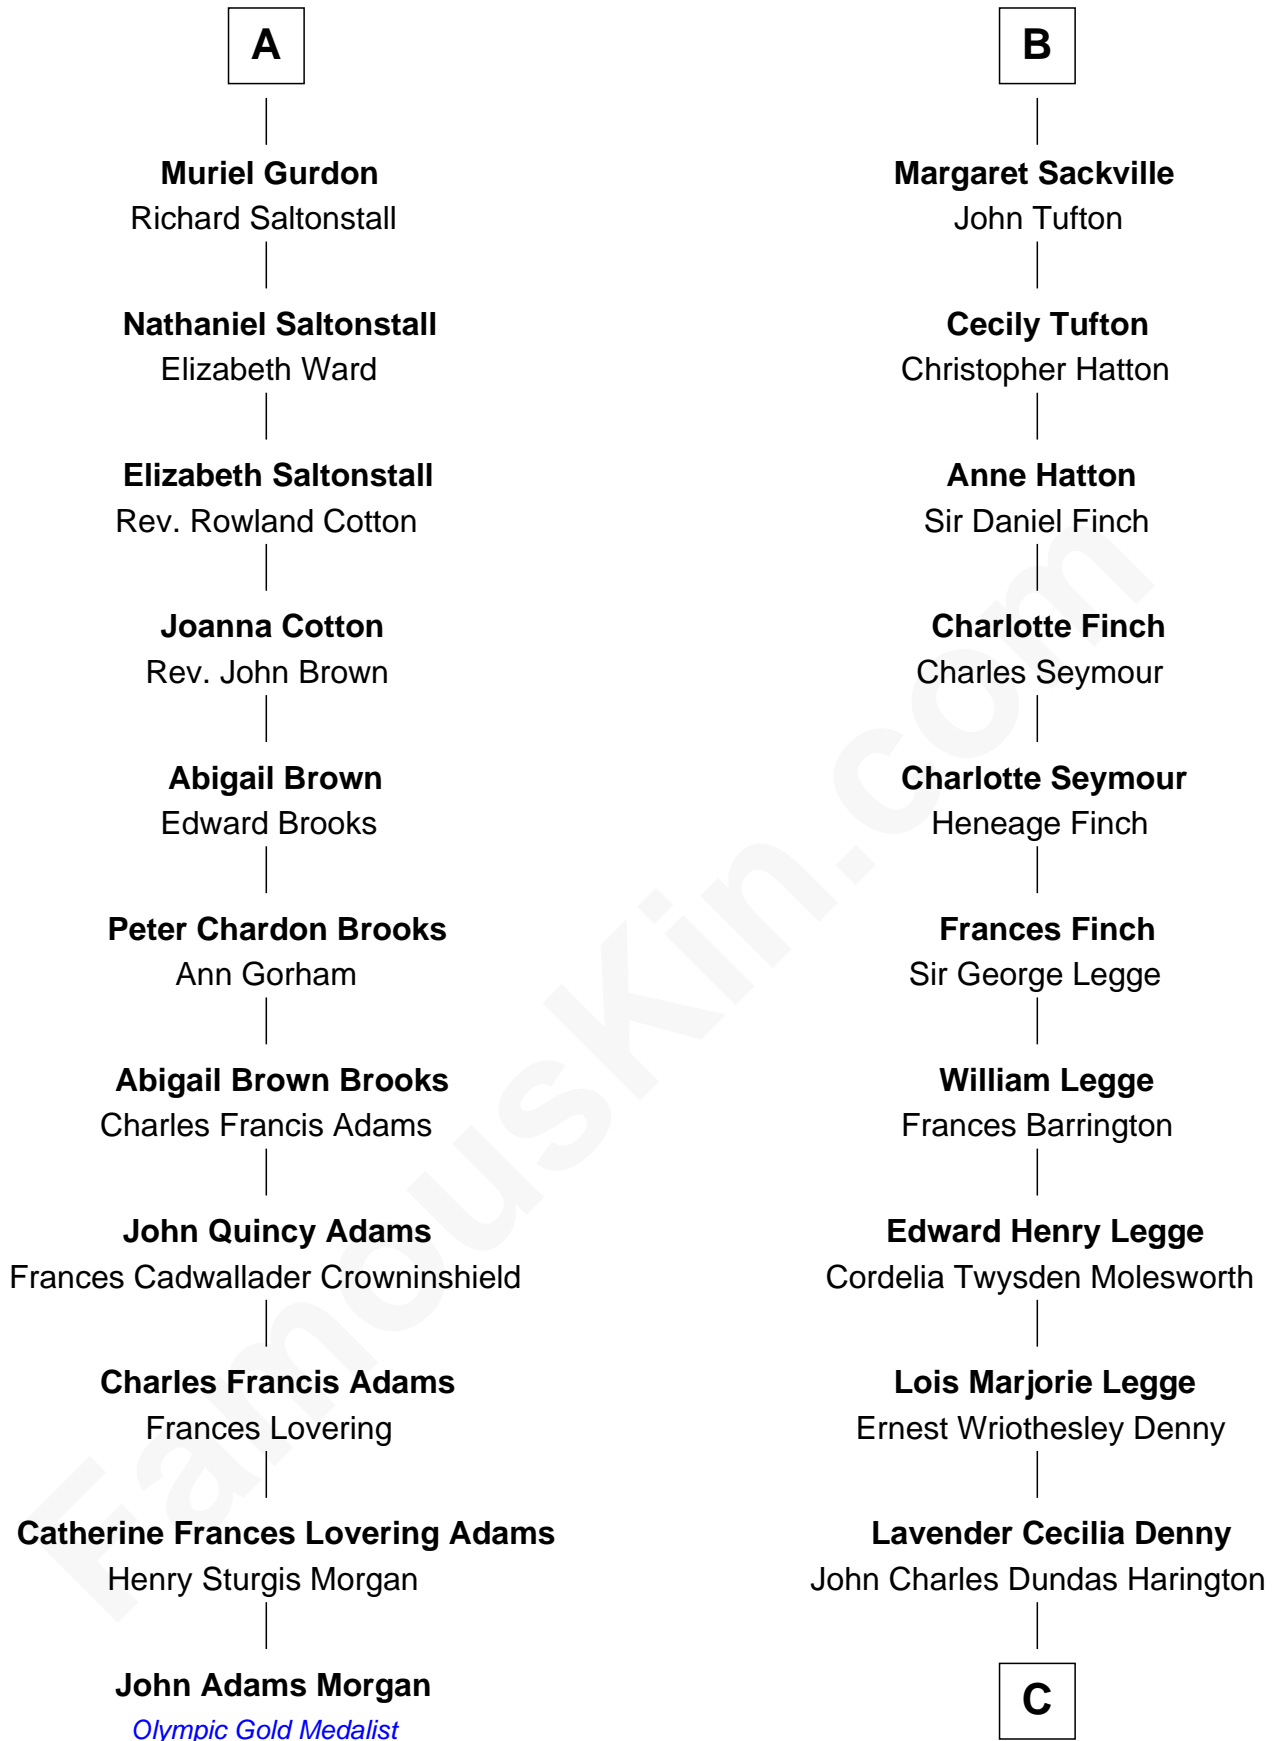 A
Muriel Gurdon
Richard Saltonstall
Nathaniel Saltonstall
Elizabeth Ward
Elizabeth Saltonstall
Rev. Rowland Cotton
Joanna Cotton
Rev. John Brown
Abigail Brown
Edward Brooks
Peter Chardon Brooks
Ann Gorham
Abigail Brown Brooks
Charles Francis Adams
John Quincy Adams
Frances Cadwallader Crowninshield
Charles Francis Adams
Frances Lovering
Catherine Frances Lovering Adams
Henry Sturgis Morgan
John Adams Morgan
Olympic Gold Medalist
B
Margaret Sackville
John Tufton
Cecily Tufton
Christopher Hatton
Anne Hatton
Sir Daniel Finch
Charlotte Finch
Charles Seymour
Charlotte Seymour
Heneage Finch
Frances Finch
Sir George Legge
William Legge
Frances Barrington
Edward Henry Legge
Cordelia Twysden Molesworth
Lois Marjorie Legge
Ernest Wriothesley Denny
Lavender Cecilia Denny
John Charles Dundas Harington
C
FamousKin.com